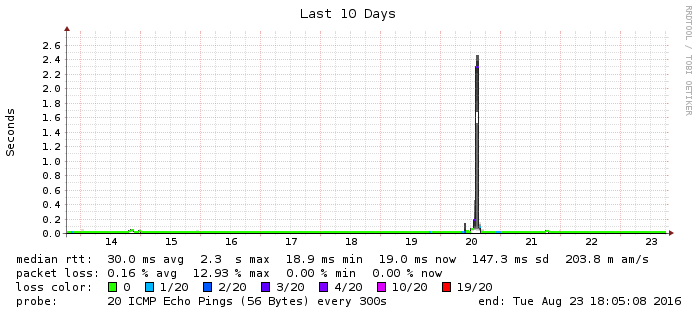 Last 10 Days
RRDTOOL / TOBI OETIKER
Seconds
2.6
2.4
2.2
2.0
1.8
1.6
1.4
1.2
1.0
0.8
0.6
0.4
0.2
0.0
14 15 16 17 18 19 20 21 22 23
median rtt: 30.0 ms avg 2.3 s max 18.9 ms min 19.0 ms now 147.3 ms sd 203.8 m am/s
packet loss: 0.16 % avg 12.93 % max 0.00 % min 0.00 % now
loss color: 0 1/20 2/20 3/20 4/20 10/20 19/20
probe: 20 ICMP Echo Pings (56 Bytes) every 300s end: Tue Aug 23 18:05:08 2016